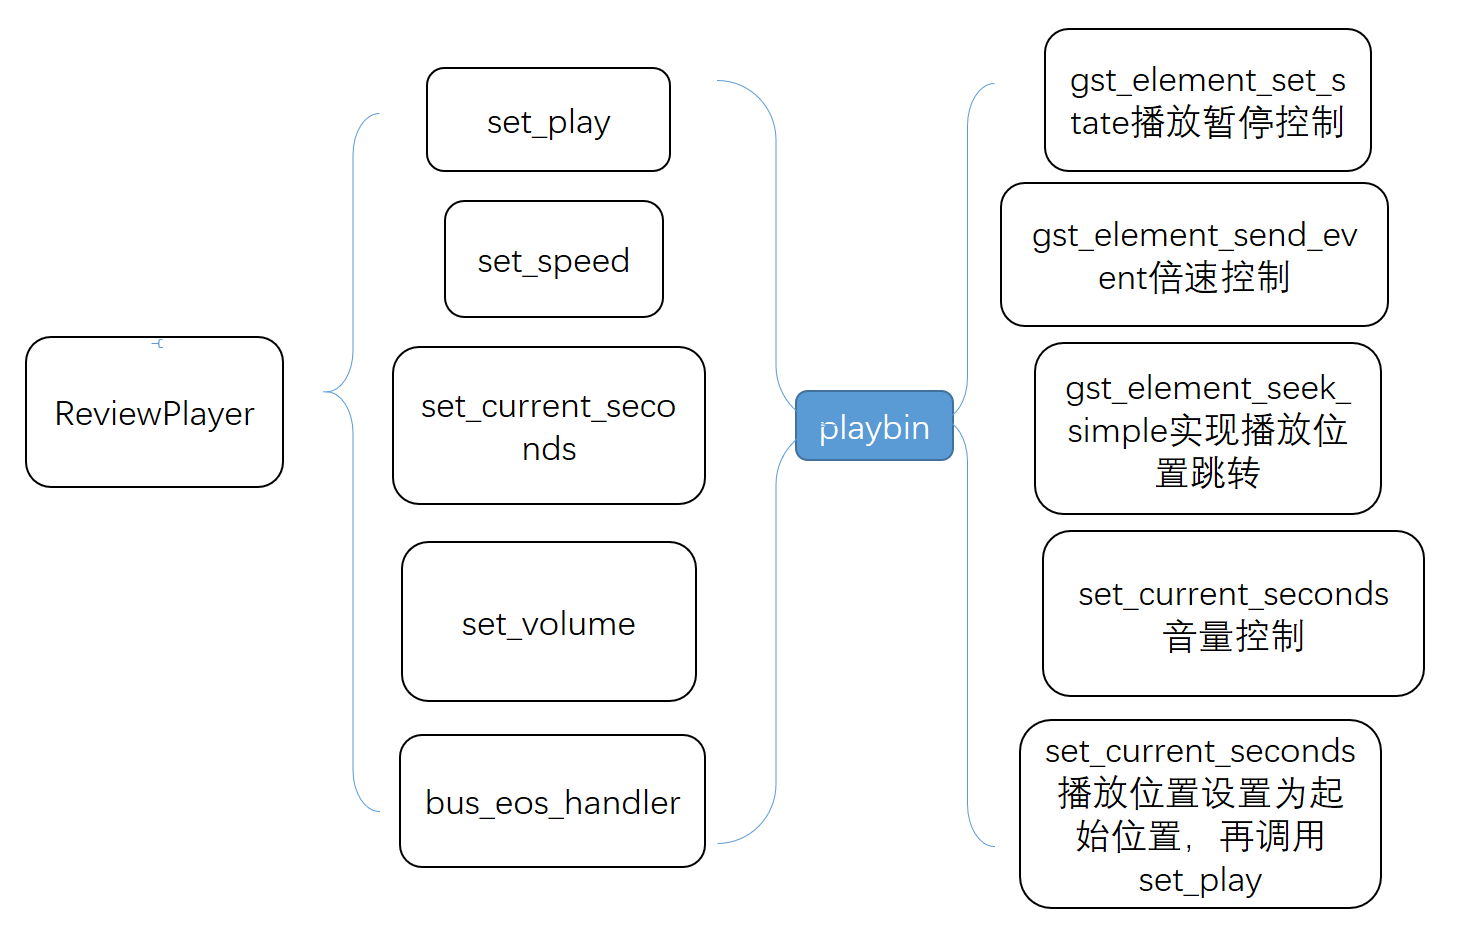 ReviewPlayer
set_play
set_speed
set_current_seco
nds
set_volume
bus_eos_handler
playbin
gst_element_set_s
tate播放暂停控制
gst_element_send_ev
ent倍速控制
gst_element_seek_
simple实现播放位
置跳转
set_current_seconds
音量控制
set_current_seconds
播放位置设置为起
始位置，再调用
set_play